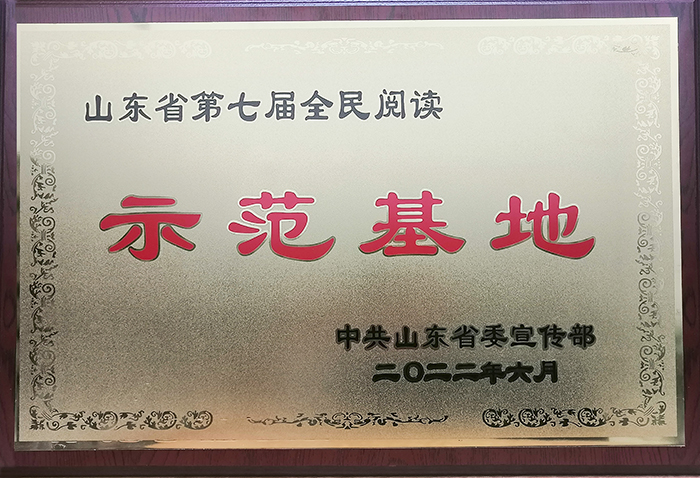 山东省第七届全民阅读
示范基地
中共山东省委宣传部
二〇二二年六月